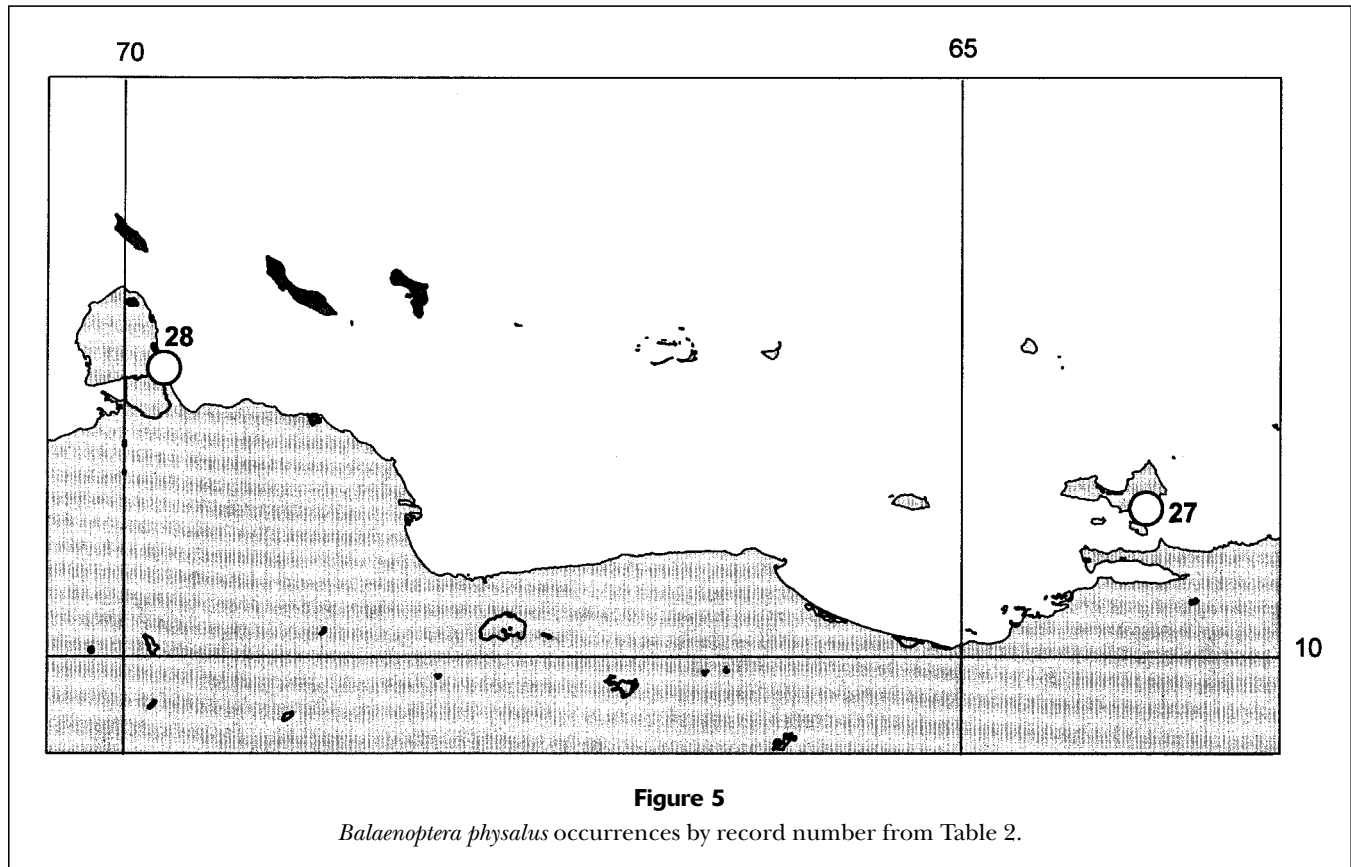 70 65
28
27
10
Figure 5
Balaenoptera physalus occurrences by record number from Table 2.